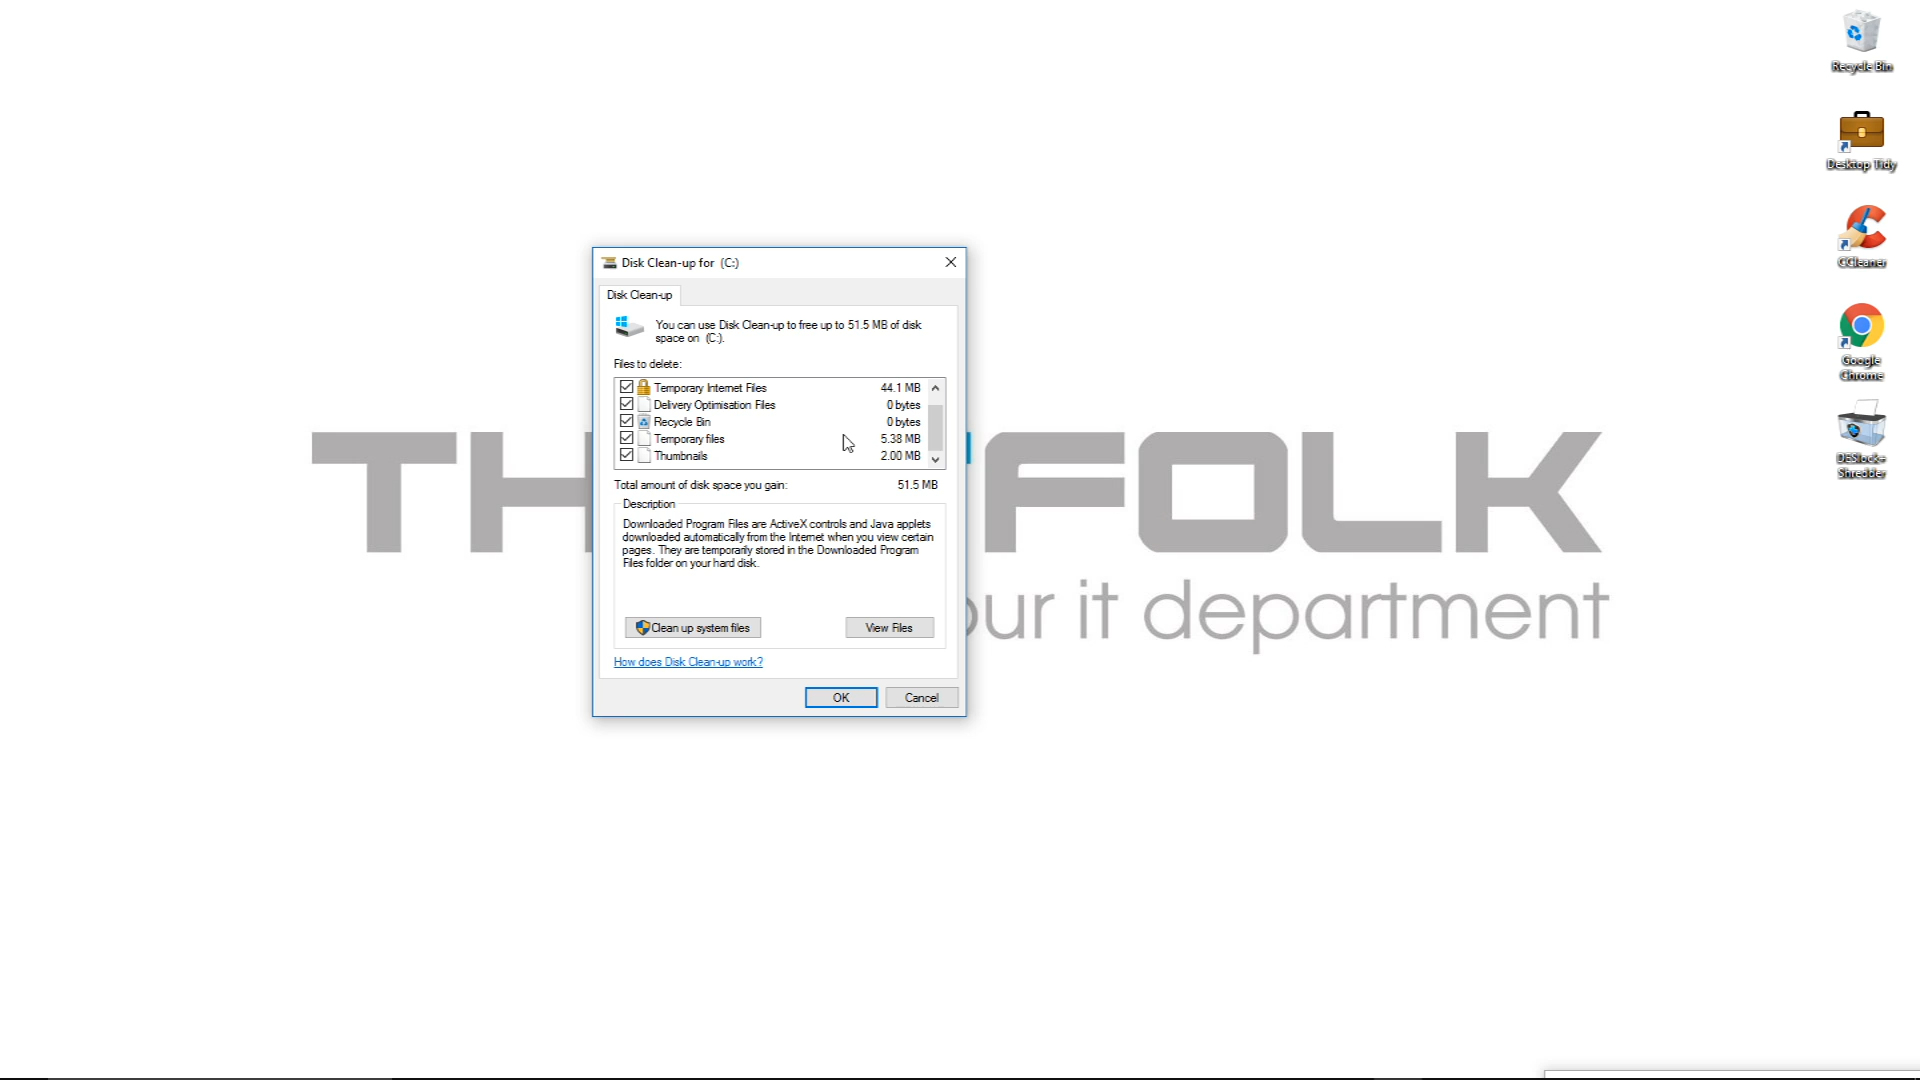 Recycle Bin
Desktop Tidy
CCleaner
Google
Chrome
DESlock+
Shredder
Disk Clean-up for (C:)
Disk Clean-up
You can use Disk Clean-up to free up to 51.5 MB of disk
space on (C:).
Files to delete:
Temporary Internet Files 44.1 MB
Delivery Optimisation Files 0 bytes
Recycle Bin 0 bytes
Temporary files 5.38 MB
Thumbnails 2.00 MB
Total amount of disk space you gain: 51.5 MB
Description
Downloaded Program Files are ActiveX controls and Java applets
downloaded automatically from the Internet when you view certain
pages. They are temporarily stored in the Downloaded Program
Files folder on your hard disk.
Clean up system files View Files
How does Disk Clean-up work?
OK Cancel
TH FOLK
our it department